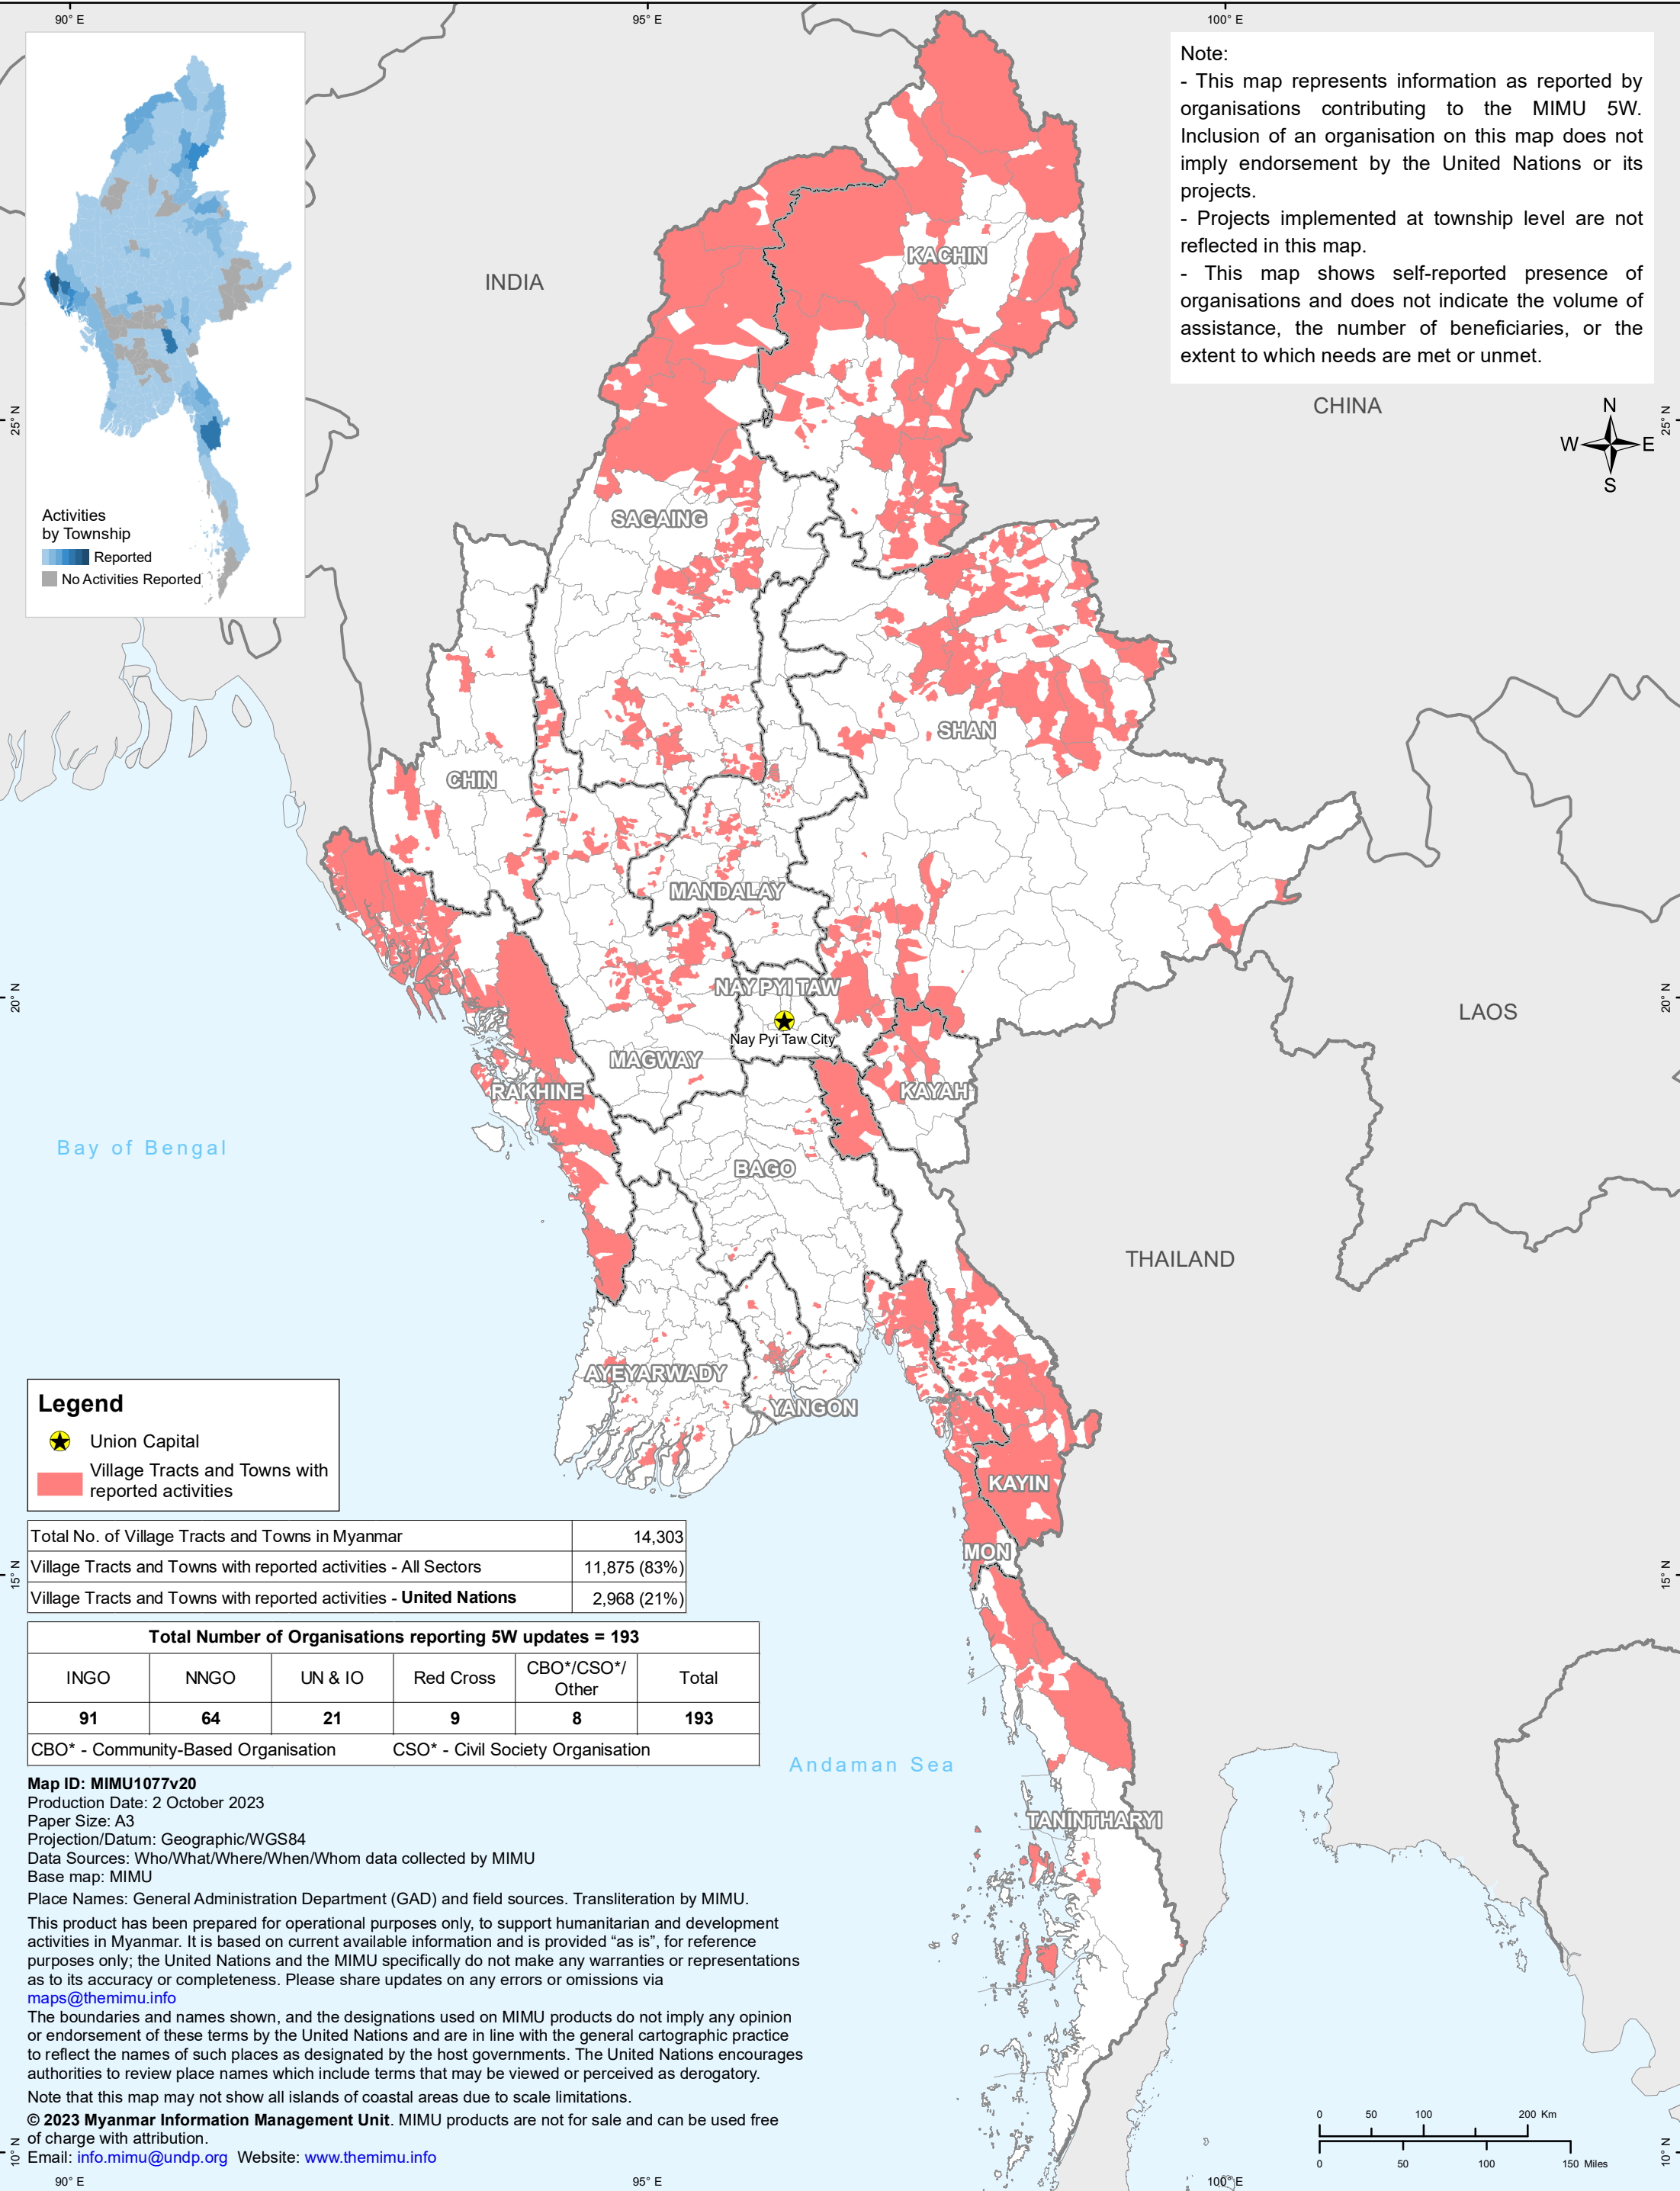 90° E
95° E
100° E
Note:
- This map represents information as reported by
organisations contributing to the MIMU 5W.
Inclusion of an organisation on this map does not
imply endorsement by the United Nations or its
projects.
- Projects implemented at township level are not
reflected in this map.
- This map shows self-reported presence of
organisations and does not indicate the volume of
assistance, the number of beneficiaries, or the
extent to which needs are met or unmet.
KACHIN
INDIA
CHINA
25° N
25° N
N
W
E
S
Activities
by Township
Reported
No Activities Reported
SAGAING
SHAN
CHIN
MANDALAY
NAY PYI TAW
20° N
20° N
LAOS
Nay Pyi Taw City
MAGWAY
RAKHINE
KAYAH
Bay of Bengal
BAGO
THAILAND
AYEYARWADY
YANGON
KAYIN
MON
Legend
Union Capital
Village Tracts and Towns with
reported activities
15° N
15° N
Total No. of Village Tracts and Towns in Myanmar 14,303
Village Tracts and Towns with reported activities - All Sectors 11,875 (83%)
Village Tracts and Towns with reported activities - United Nations 2,968 (21%)
Total Number of Organisations reporting 5W updates = 193
INGO NNGO UN & IO Red Cross CBO*/CSO*/ Total
Other
91 64 21 9 8 193
CBO* - Community-Based Organisation CSO* - Civil Society Organisation
Andaman Sea
TANINTHARYI
Map ID: MIMU1077v20
Production Date: 2 October 2023
Paper Size: A3
Projection/Datum: Geographic/WGS84
Data Sources: Who/What/Where/When/Whom data collected by MIMU
Base map: MIMU
Place Names: General Administration Department (GAD) and field sources. Transliteration by MIMU.
This product has been prepared for operational purposes only, to support humanitarian and development
activities in Myanmar. It is based on current available information and is provided “as is”, for reference
purposes only; the United Nations and the MIMU specifically do not make any warranties or representations
as to its accuracy or completeness. Please share updates on any errors or omissions via
maps@themimu.info
The boundaries and names shown, and the designations used on MIMU products do not imply any opinion
or endorsement of these terms by the United Nations and are in line with the general cartographic practice
to reflect the names of such places as designated by the host governments. The United Nations encourages
authorities to review place names which include terms that may be viewed or perceived as derogatory.
Note that this map may not show all islands of coastal areas due to scale limitations.
© 2023 Myanmar Information Management Unit. MIMU products are not for sale and can be used free
of charge with attribution.
Email: info.mimu@undp.org Website: www.themimu.info
0 50 100 200 Km
0 50 100 150 Miles
10° N
10° N
90° E
95° E
100° E